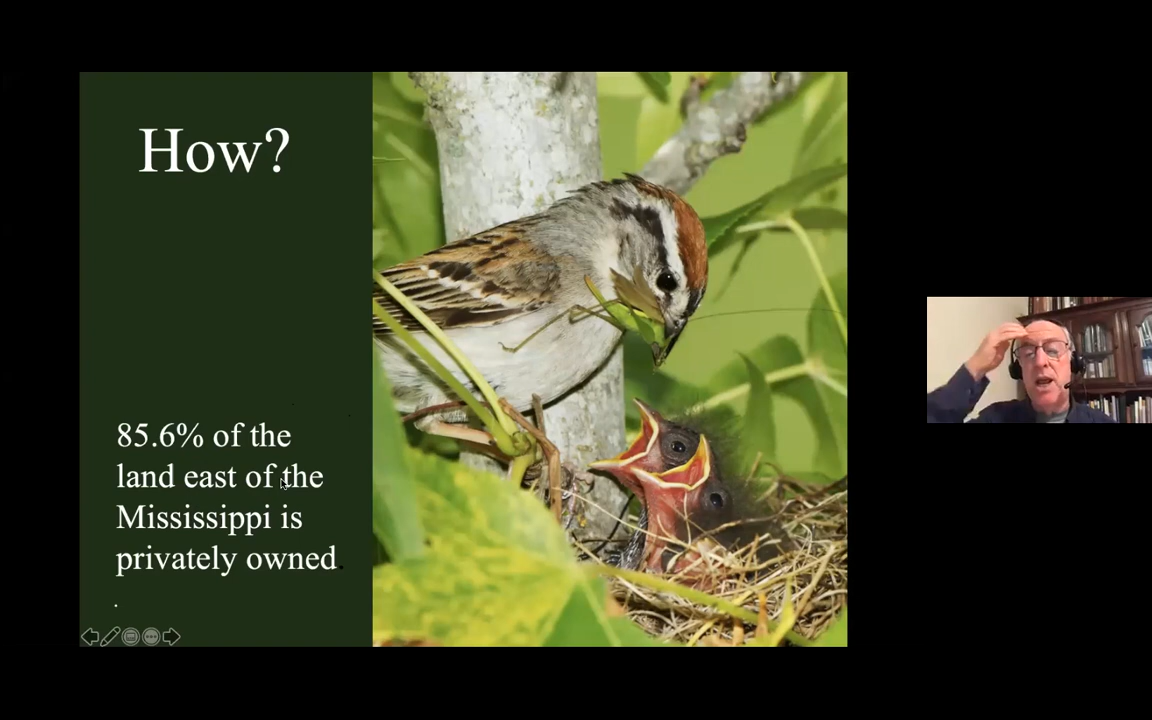 How?
85.6% of the
land east of the
Mississippi is
privately owned.
.